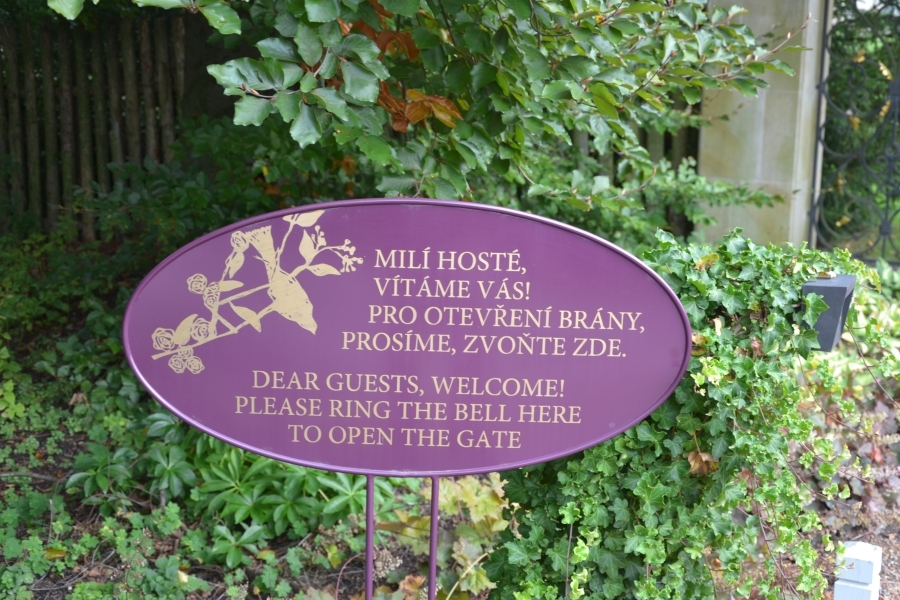 MILÍ HOSTÉ,
VÍTÁME VÁS!
PRO OTEVŘENÍ BRÁNY,
PROSÍME, ZVOŇTE ZDE.
DEAR GUESTS, WELCOME!
PLEASE RING THE BELL HERE
TO OPEN THE GATE